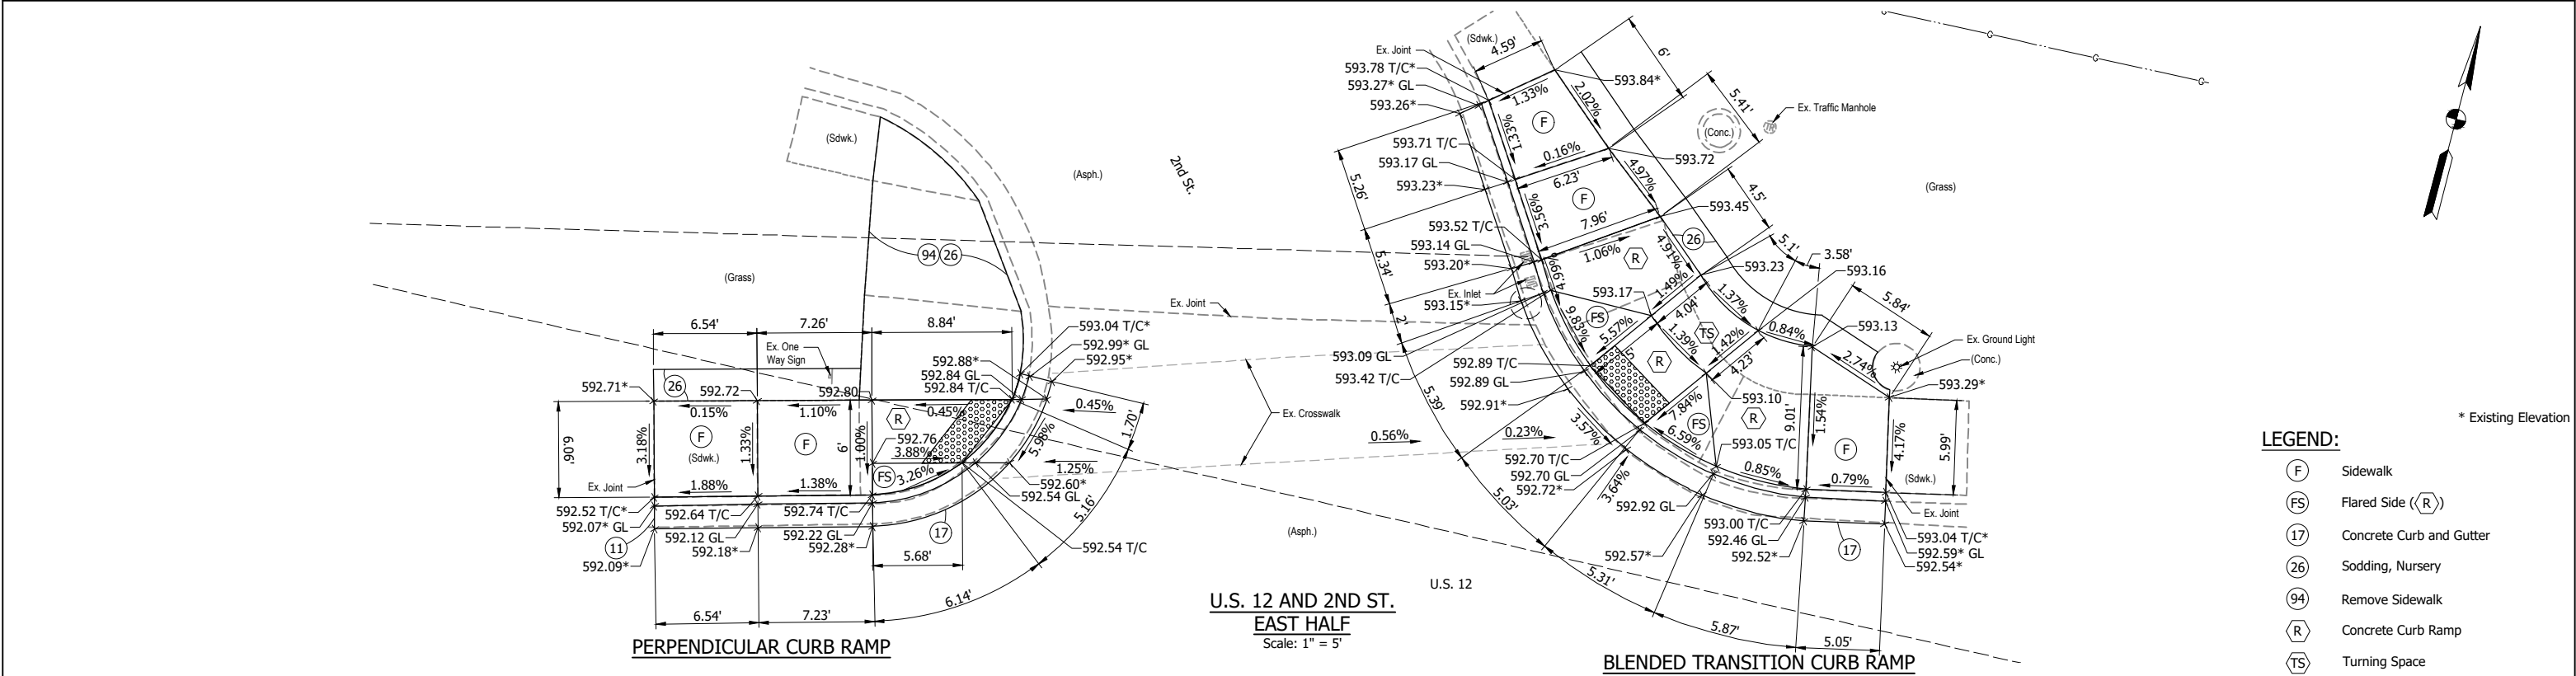 (Sdwk.)
(Asph.)
2nd St.
(Grass)
94
26
Ex. Joint
6.54'
7.26'
8.84'
Ex. One
Way Sign
593.04 T/C*
592.99* GL
592.95*
592.88*
592.84 GL
592.84 T/C
592.71*
26
592.72
592.80
0.15%
1.10%
R
0.45%
0.45%
6.06'
3.18%
F
(Sdwk.)
1.33%
F
6'
1.00%
592.76
3.88%
FS
3.26%
5.98%
1.70'
1.25%
5.16'
Ex. Joint
1.88%
1.38%
592.60*
592.54 GL
592.52 T/C*
592.07* GL
11
592.09*
592.64 T/C
592.12 GL
592.18*
592.74 T/C
592.22 GL
592.28*
17
592.54 T/C
5.68'
6.14'
6.54'
7.23'
PERPENDICULAR CURB RAMP
Ex. Crosswalk
U.S. 12 AND 2ND ST.
EAST HALF
Scale: 1" = 5'
U.S. 12
(Asph.)
0.56%
0.23%
(Sdwk.)
4.59'
6'
Ex. Joint
593.78 T/C*
593.27* GL
593.26*
593.84*
1.33%
2.02%
F
1.33%
5.41'
Ex. Traffic Manhole
(Conc.)
593.71 T/C
593.17 GL
593.23*
0.16%
593.72
6.23'
4.97%
F
3.56%
7.96'
4.5'
(Grass)
5.26'
593.45
593.52 T/C
593.14 GL
593.20*
1.06%
R
4.91%
26
5.1'
3.58'
5.34'
4.99%
Ex. Inlet
593.15*
593.17
1.49%
593.23
593.16
2'
9.83%
FS
5.57%
4.04'
1.37%
TS
5.84'
593.09 GL
593.42 T/C
5'
1.39%
1.42%
R
4.23'
0.84%
593.13
2.74%
Ex. Ground Light
(Conc.)
593.29*
592.89 T/C
592.89 GL
592.91*
5.39'
7.84%
FS
6.59%
593.10
R
9.01'
1.54%
F
4.17%
5.99'
(Sdwk.)
593.05 T/C
3.57%
592.70 T/C
592.70 GL
592.72*
3.64%
0.85%
0.79%
592.92 GL
593.00 T/C
592.46 GL
592.52*
592.57*
17
Ex. Joint
593.04 T/C*
592.59* GL
592.54*
5.03'
5.31'
5.87'
5.05'
BLENDED TRANSITION CURB RAMP
G
G
G
* Existing Elevation
LEGEND:
F Sidewalk
FS Flared Side (R)
17 Concrete Curb and Gutter
26 Sodding, Nursery
94 Remove Sidewalk
R Concrete Curb Ramp
TS Turning Space